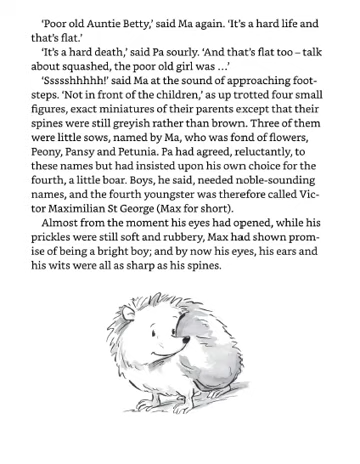 'Poor old Auntie Betty,' said Ma again. 'It's a hard life and
that's flat.'
'It's a hard death,' said Pa sourly. 'And that's flat too – talk
about squashed, the poor old girl was …'
'Ssssshhhhh!' said Ma at the sound of approaching foot-
steps. 'Not in front of the children,' as up trotted four small
figures, exact miniatures of their parents except that their
spines were still greyish rather than brown. Three of them
were little sows, named by Ma, who was fond of flowers,
Peony, Pansy and Petunia. Pa had agreed, reluctantly, to
these names but had insisted upon his own choice for the
fourth, a little boar. Boys, he said, needed noble-sounding
names, and the fourth youngster was therefore called Vic-
tor Maximilian St George (Max for short).
Almost from the moment his eyes had opened, while his
prickles were still soft and rubbery, Max had shown prom-
ise of being a bright boy; and by now his eyes, his ears and
his wits were all as sharp as his spines.